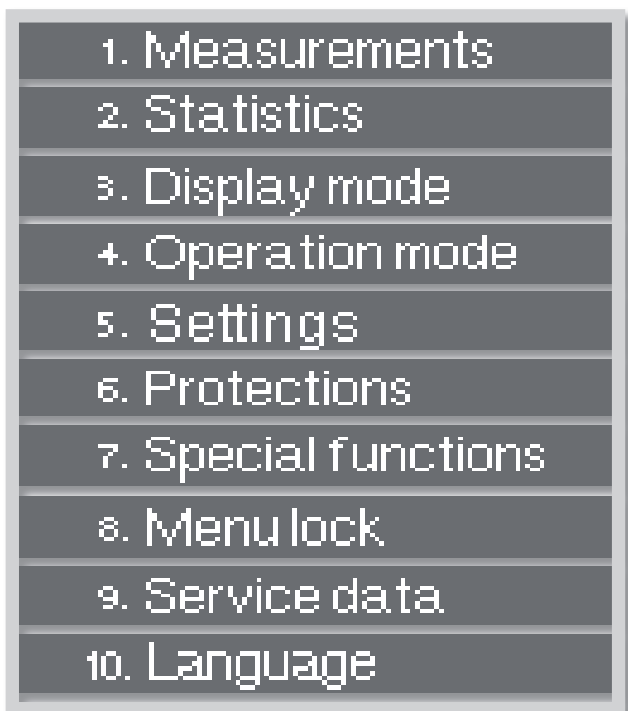 1. Measurements
2. Statistics
3. Display mode
4. Operation mode
5. Settings
6. Protections
7. Special functions
8. Menu lock
9. Service data
10. Language